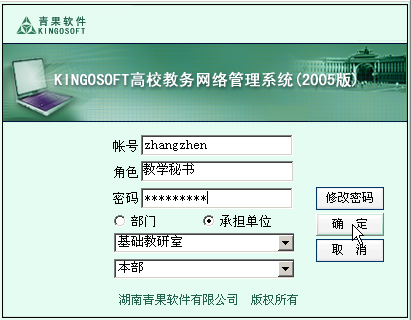 青果软件
KINGOSOFT
KINGOSOFT高校教务网络管理系统(2005版)
帐号 zhangzhen
角色 教学秘书
密码 *********
修改密码
部门 承担单位
确 定
基础教研室
取 消
本部
湖南青果软件有限公司 版权所有